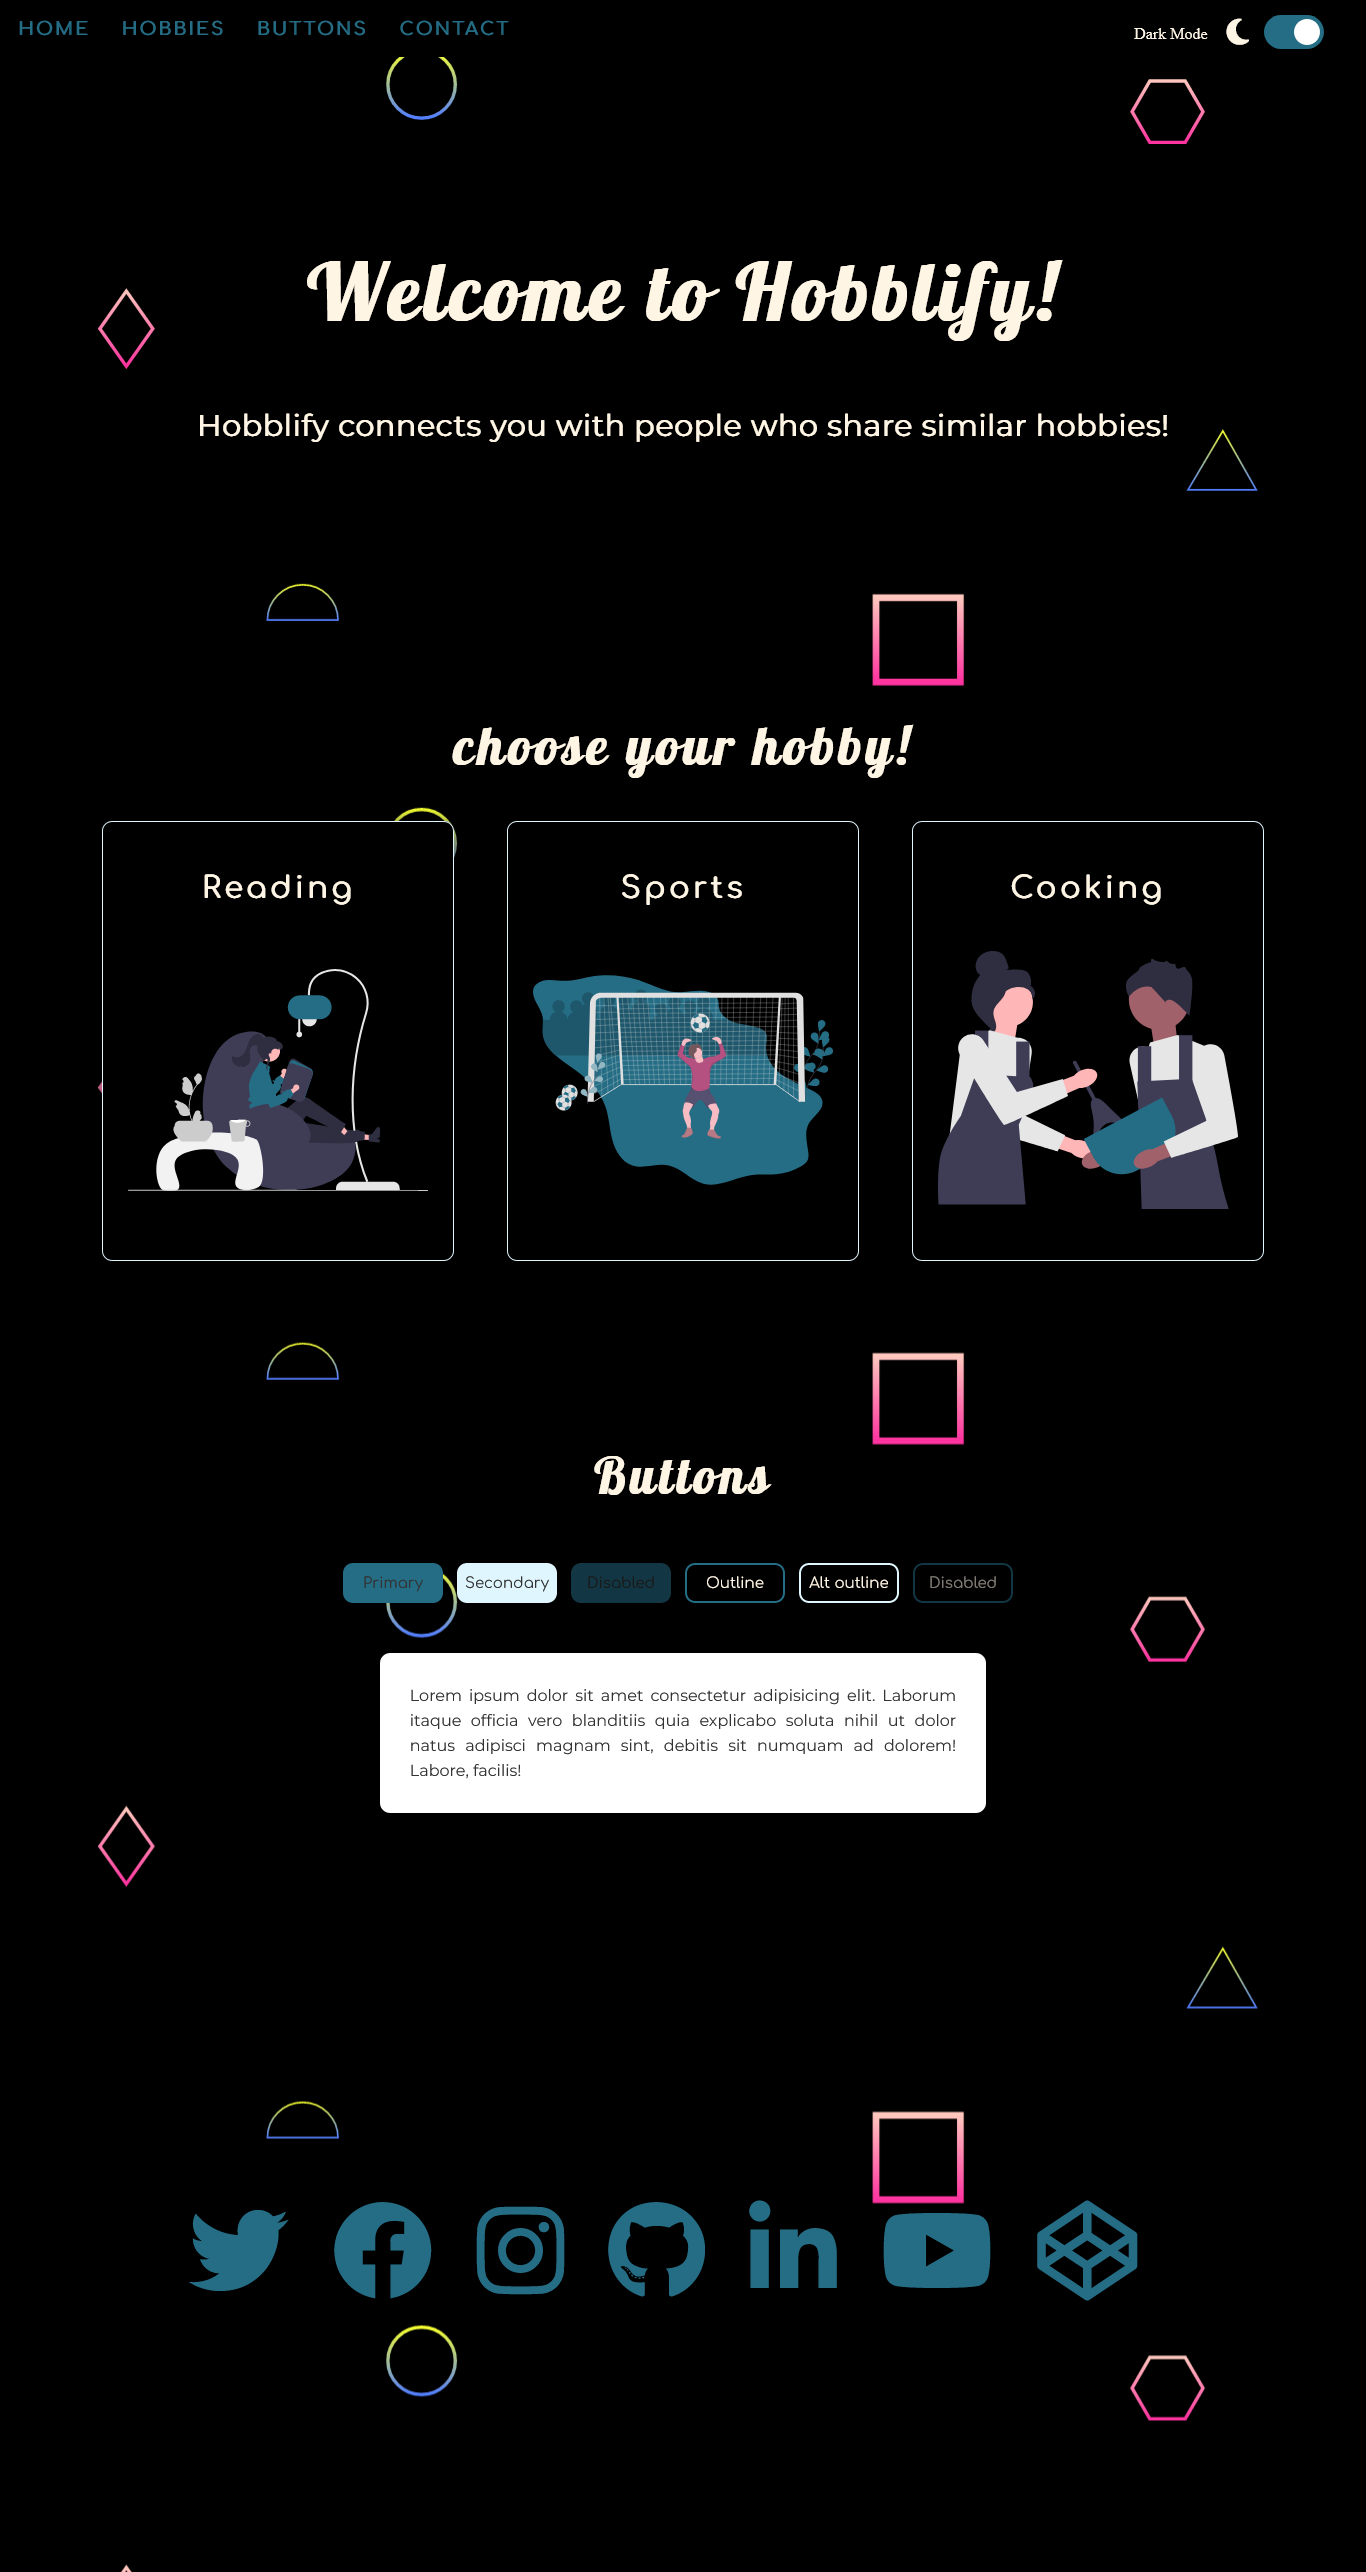 HOME HOBBIES BUTTONS CONTACT
Dark Mode
Welcome to Hobblify!
Hobblify connects you with people who share similar hobbies!
choose your hobby!
Reading
Sports
Cooking
Buttons
Primary Secondary Disabled Outline Alt outline Disabled
Lorem ipsum dolor sit amet consectetur adipisicing elit. Laborum
itaque officia vero blanditiis quia explicabo soluta nihil ut dolor
natus adipisci magnam sint, debitis sit numquam ad dolorem!
Labore, facilis!
in